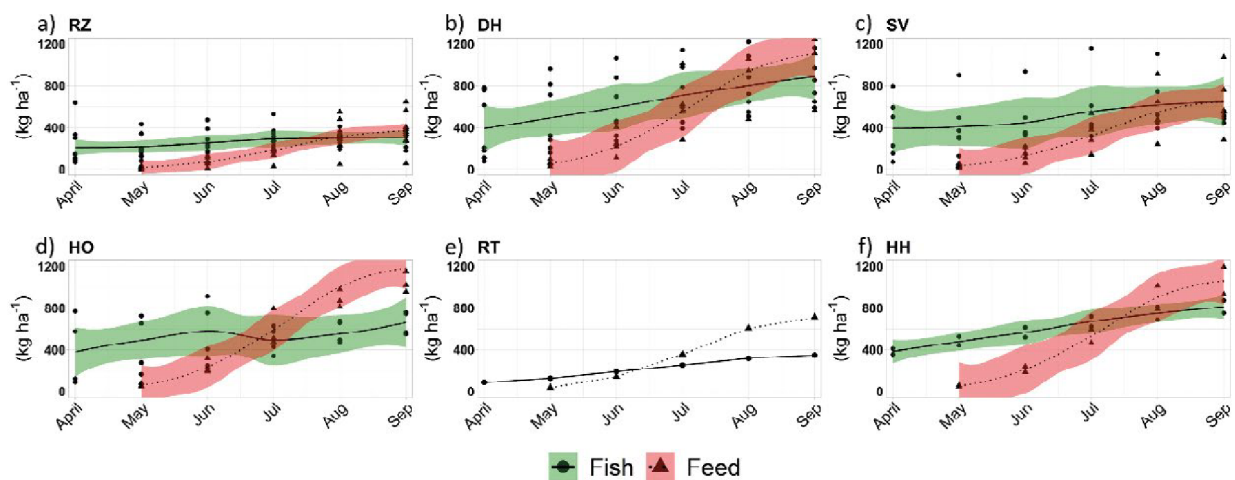 a) RZ
b) DH
c) SV
(kg ha⁻¹)
1200
800
400
0
April May Jun Jul Aug Sep
(kg ha⁻¹)
1200
800
400
0
April May Jun Jul Aug Sep
(kg ha⁻¹)
1200
800
400
0
April May Jun Jul Aug Sep
d) HO
e) RT
f) HH
(kg ha⁻¹)
1200
800
400
0
April May Jun Jul Aug Sep
(kg ha⁻¹)
1200
800
400
0
April May Jun Jul Aug Sep
(kg ha⁻¹)
1200
800
400
0
April May Jun Jul Aug Sep
Fish Feed